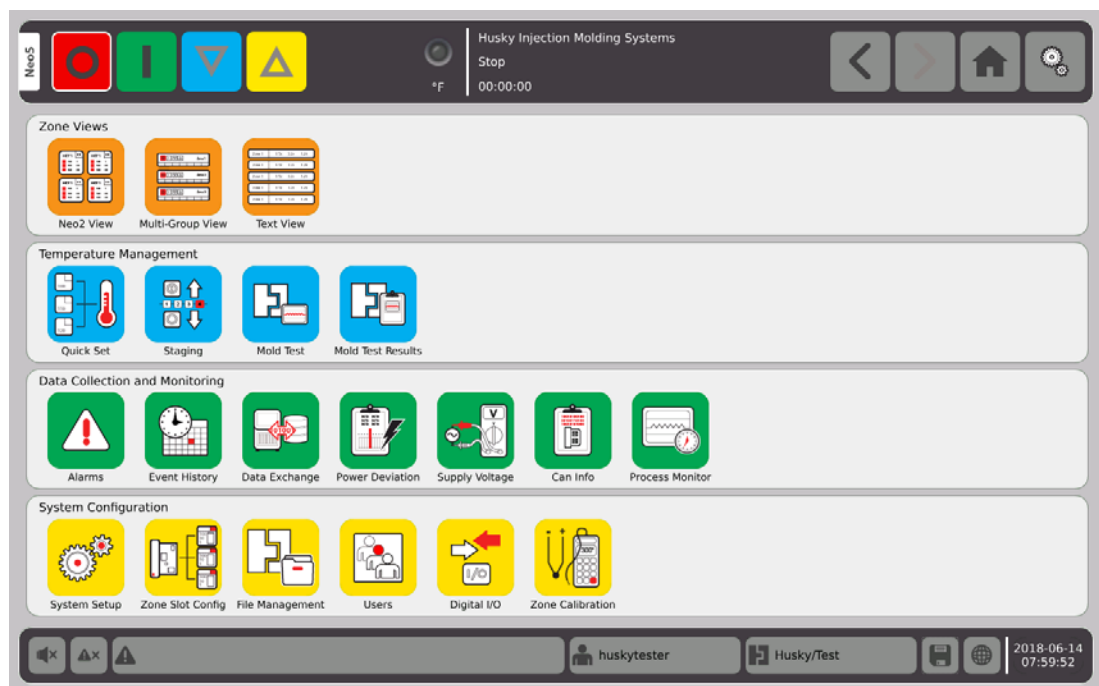 Neo5
Husky Injection Molding Systems
Stop
°F
00:00:00
Zone Views
Neo2 View
Multi-Group View
Text View
Temperature Management
Quick Set
Staging
Mold Test
Mold Test Results
Data Collection and Monitoring
V
Alarms
Event History
Data Exchange
Power Deviation
Supply Voltage
Can Info
Process Monitor
System Configuration
I/O
System Setup
Zone Slot Config
File Management
Users
Digital I/O
Zone Calibration
huskytester
Husky/Test
2018-06-14
07:59:52